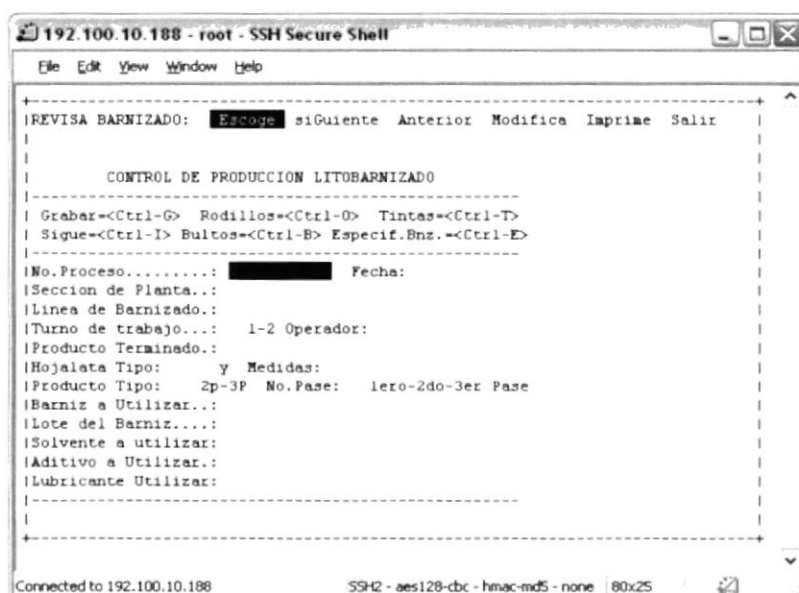 192.100.10.188 - root - SSH Secure Shell
File Edit View Window Help
REVISA BARNIZADO: Escoge siGuiente Anterior Modifica Imprime Salir
CONTROL DE PRODUCCION LITOBARNIZADO
Grabar=<Ctrl-G> Rodillos=<Ctrl-O> Tintas=<Ctrl-T>
Sigue=<Ctrl-I> Bultos=<Ctrl-B> Especif.Bnz.=<Ctrl-E>
No.Proceso.........: Fecha:
Seccion de Planta..:
Linea de Barnizado.:
Turno de trabajo...: 1-2 Operador:
Producto Terminado.:
Hojalata Tipo: y Medidas:
Producto Tipo: 2p-3P No.Pase: 1ero-2do-3er Pase
Barniz a Utilizar..:
Lote del Barniz....:
Solvente a utilizar:
Aditivo a Utilizar.:
Lubricante Utilizar:
Connected to 192.100.10.188 SSH2 - aes128-cbc - hmac-md5 - none 80x25